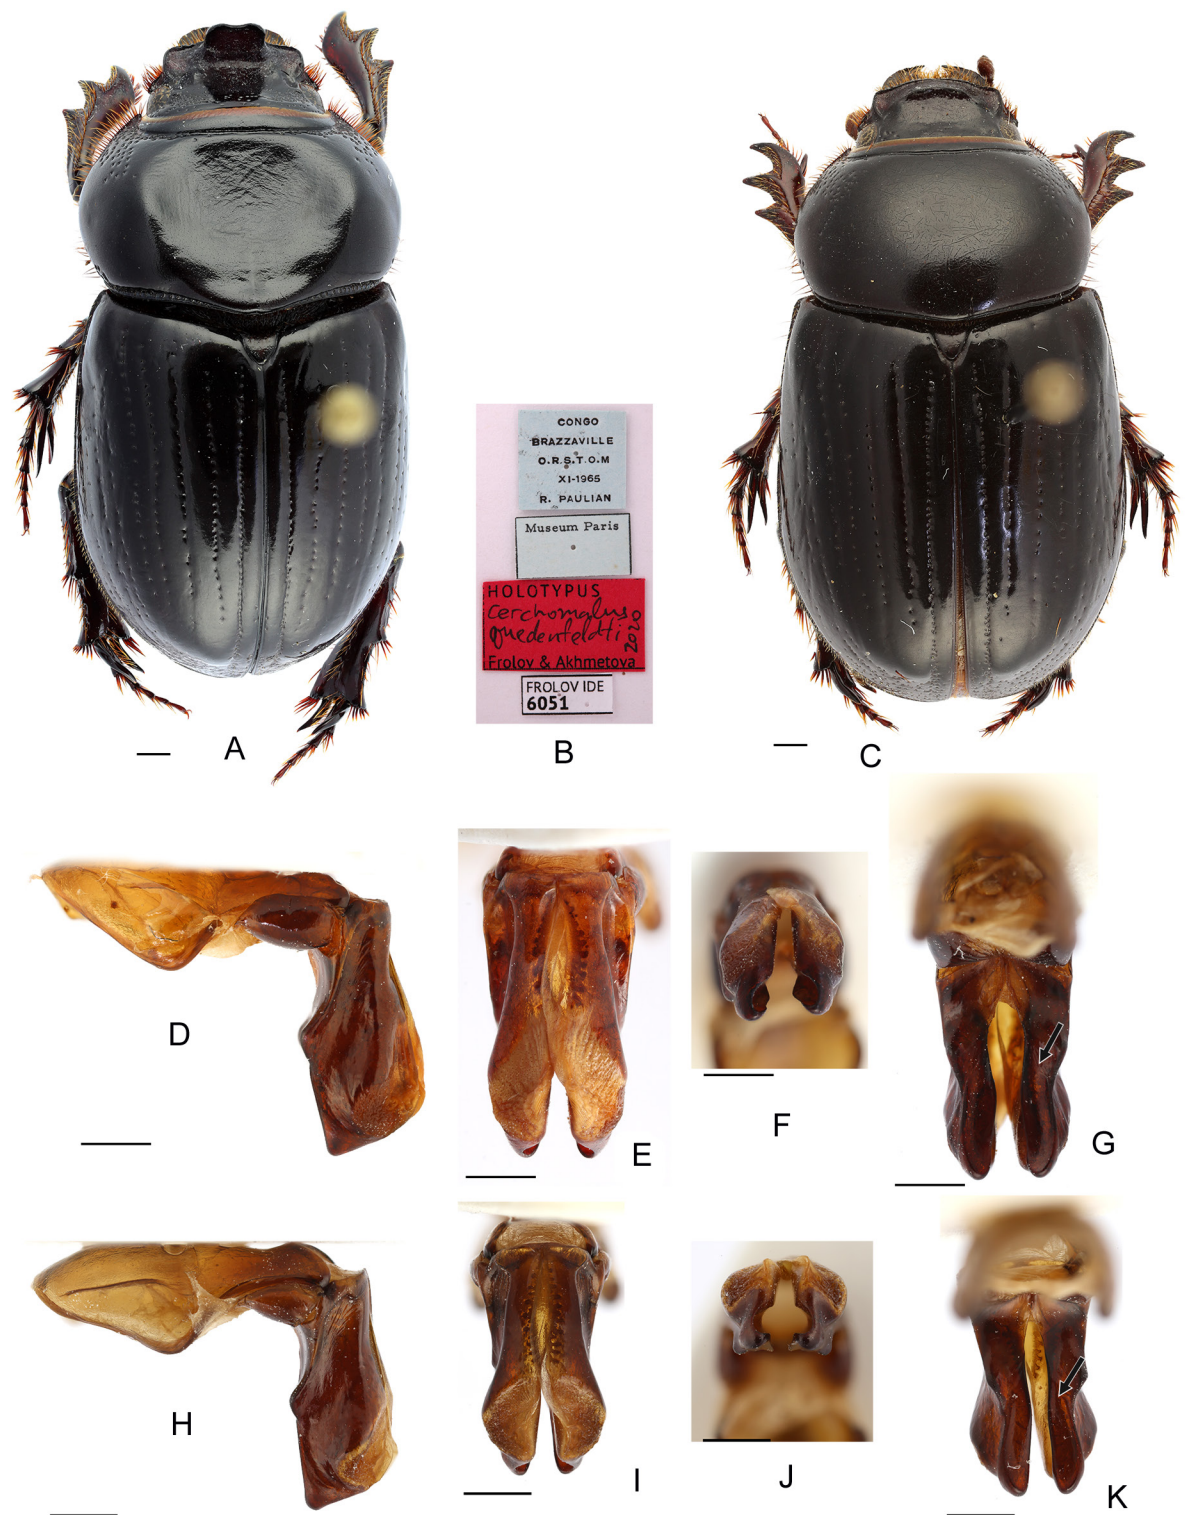 CONGO
BRAZZAVILLE
O.R.S.T.O.M
XI-1965
R. PAULIAN
Museum Paris
HOLOTYPUS
Cerchomalus
quedenfeldti
2020
Frolov & Akhmetova
FROLOV IDE
6051
A
B
C
D
E
F
G
H
I
J
K